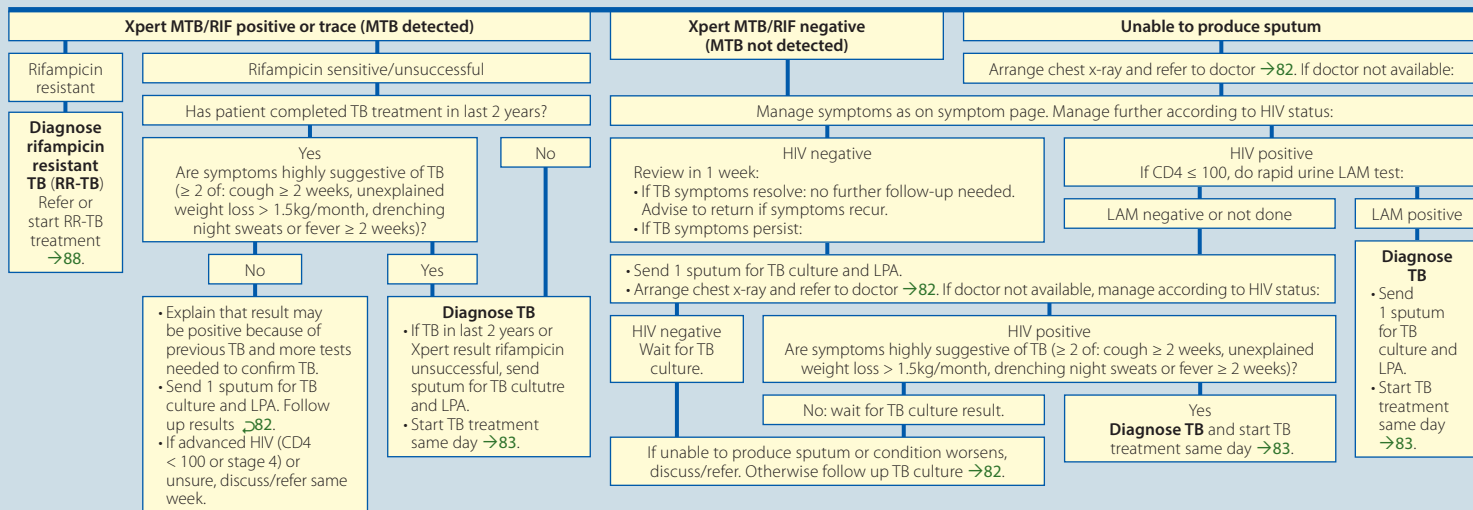 Xpert MTB/RIF positive or trace (MTB detected)
Rifampicin
resistant
Diagnose
rifampicin
resistant
TB (RR-TB)
Refer or
start RR-TB
treatment
→88.
Rifampicin sensitive/unsuccessful
Has patient completed TB treatment in last 2 years?
Yes
Are symptoms highly suggestive of TB
(≥ 2 of: cough ≥ 2 weeks, unexplained
weight loss > 1.5kg/month, drenching
night sweats or fever ≥ 2 weeks)?
No
No
Yes
• Explain that result may
be positive because of
previous TB and more tests
needed to confirm TB.
• Send 1 sputum for TB
culture and LPA. Follow
up results ⮌82.
• If advanced HIV (CD4
< 100 or stage 4) or
unsure, discuss/refer same
week.
Diagnose TB
• If TB in last 2 years or
Xpert result rifampicin
unsuccessful, send
sputum for TB cultutre
and LPA.
• Start TB treatment
same day →83.
Xpert MTB/RIF negative
(MTB not detected)
Unable to produce sputum
Arrange chest x-ray and refer to doctor →82. If doctor not available:
Manage symptoms as on symptom page. Manage further according to HIV status:
HIV negative
Review in 1 week:
• If TB symptoms resolve: no further follow-up needed.
Advise to return if symptoms recur.
• If TB symptoms persist:
HIV positive
If CD4 ≤ 100, do rapid urine LAM test:
LAM negative or not done
LAM positive
• Send 1 sputum for TB culture and LPA.
• Arrange chest x-ray and refer to doctor →82. If doctor not available, manage according to HIV status:
HIV negative
Wait for TB
culture.
HIV positive
Are symptoms highly suggestive of TB (≥ 2 of: cough ≥ 2 weeks, unexplained
weight loss > 1.5kg/month, drenching night sweats or fever ≥ 2 weeks)?
No: wait for TB culture result.
Yes
Diagnose TB and start TB
treatment same day →83.
If unable to produce sputum or condition worsens,
discuss/refer. Otherwise follow up TB culture →82.
Diagnose
TB
• Send
1 sputum
for TB
culture and
LPA.
• Start TB
treatment
same day
→83.